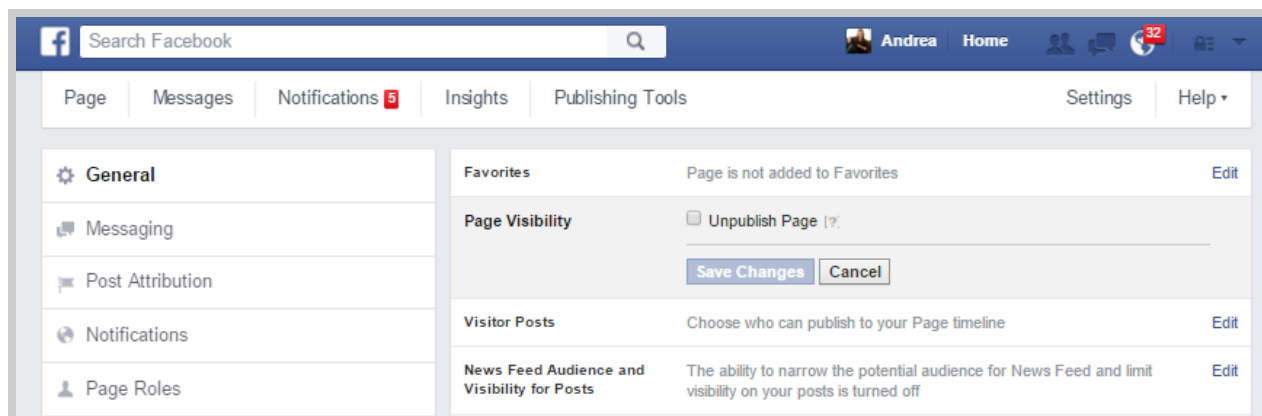 f Search Facebook Andrea Home 32
Page Messages Notifications 5 Insights Publishing Tools Settings Help
General
Messaging
Post Attribution
Notifications
Page Roles
Favorites Page is not added to Favorites Edit
Page Visibility Unpublish Page [?]
Save Changes Cancel
Visitor Posts Choose who can publish to your Page timeline Edit
News Feed Audience and
Visibility for Posts
The ability to narrow the potential audience for News Feed and limit
visibility on your posts is turned off
Edit